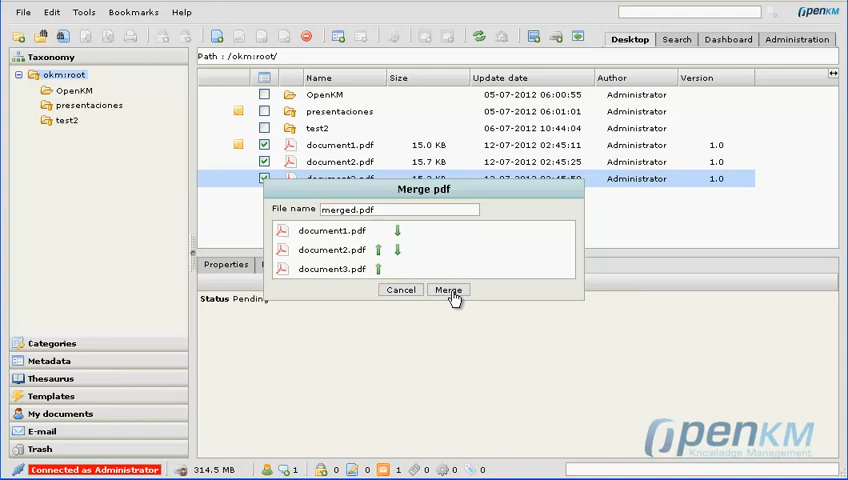 File Edit Tools Bookmarks Help
OPENKM
Desktop Search Dashboard Administration
Taxonomy
okm:root
OpenKM
presentaciones
test2
Path : /okm:root/
Name Size Update date Author Version
OpenKM 05-07-2012 06:00:55 Administrator
presentaciones 05-07-2012 06:01:01 Administrator
test2 06-07-2012 10:44:04 Administrator
document1.pdf 15.0 KB 12-07-2012 02:45:11 Administrator 1.0
document2.pdf 15.7 KB 12-07-2012 02:45:25 Administrator 1.0
Administrator 1.0
Merge pdf
File name merged.pdf
document1.pdf
document2.pdf
document3.pdf
Cancel Merge
Properties
Status Pending
Categories
Metadata
Thesaurus
Templates
My documents
E-mail
Trash
OPENKM
Knowledge Management
Connected as Administrator 314.5 MB 1 0 0 1 0 0 0